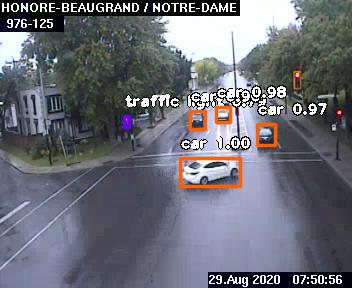 HONORE-BEAUGRAND / NOTRE-DAME
976-125
car 0.98
car 0.97
car 1.00
29.Aug 2020 07:50:56